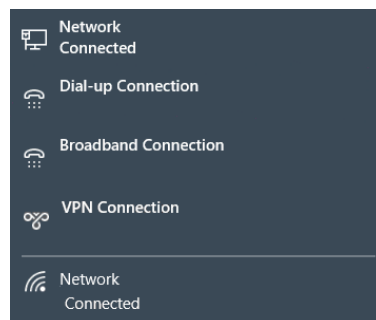 Network
Connected
Dial-up Connection
Broadband Connection
VPN Connection
Network
Connected